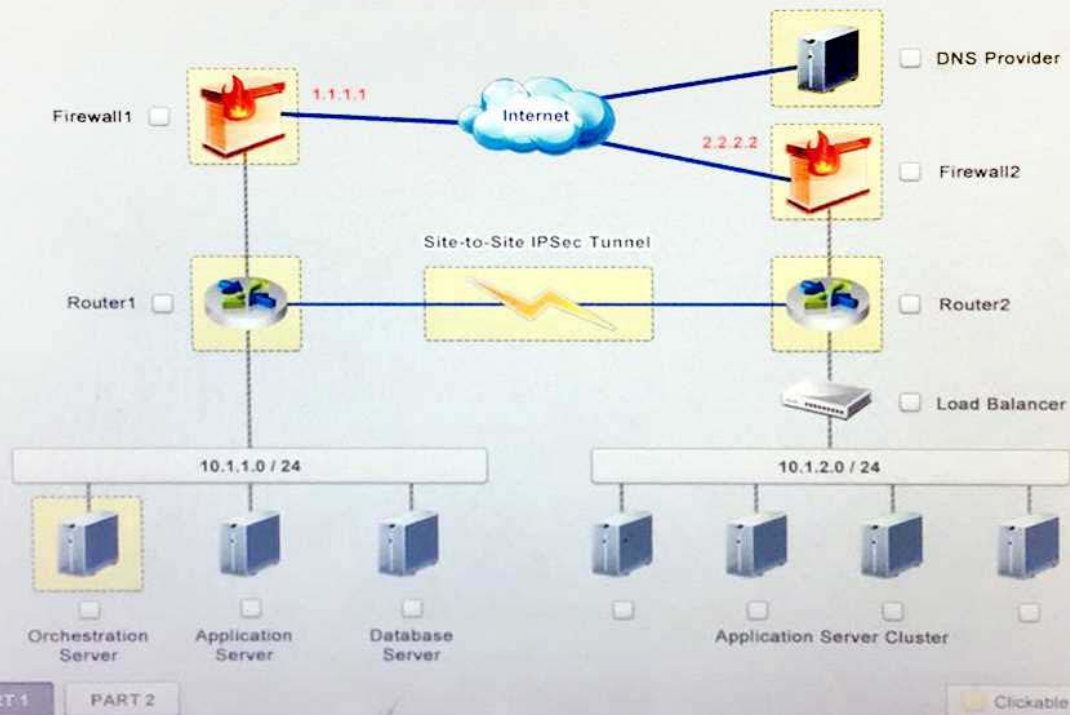 DNS Provider
Firewall1
1.1.1.1
Internet
2.2.2.2
Firewall2
Site-to-Site IPSec Tunnel
Router1
Router2
Load Balancer
10.1.1.0 / 24
10.1.2.0 / 24
Orchestration
Server
Application
Server
Database
Server
Application Server Cluster
RT 1
PART 2
Clickable